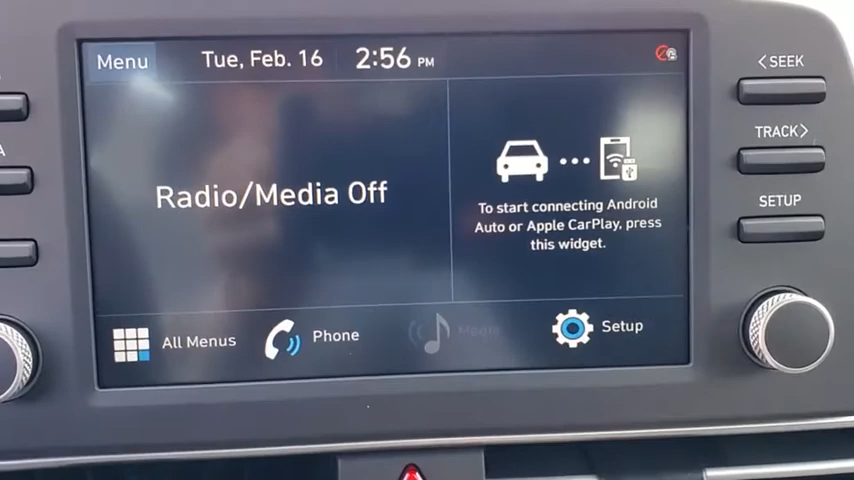 Menu
Tue, Feb. 16
2:56 PM
<SEEK
TRACK>
SETUP
A
Radio/Media Off
To start connecting Android
Auto or Apple CarPlay, press
this widget.
All Menus
Phone
Media
Setup